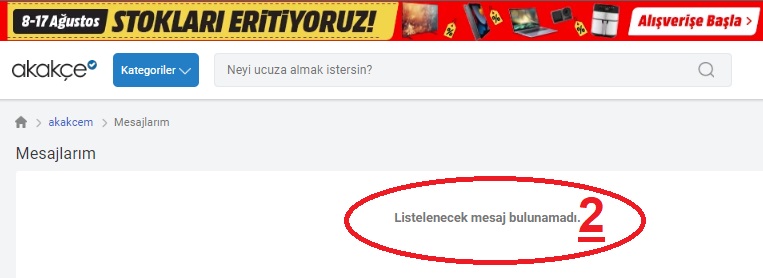 8-17 Ağustos STOKLARI ERİTİYORUZ! Alışverişe Başla >
akakçe Kategoriler Neyi ucuza almak istersin?
akakcem > Mesajlarım
Mesajlarım
Listelenecek mesaj bulunamadı. 2